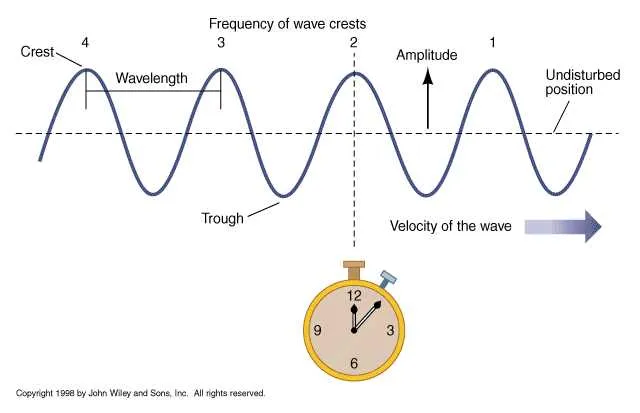 Frequency of wave crests
Crest
4
3
2
1
Wavelength
Amplitude
Undisturbed
position
Trough
Velocity of the wave
12
9
3
6
Copyright 1998 by John Wiley and Sons, Inc.  All rights reserved.